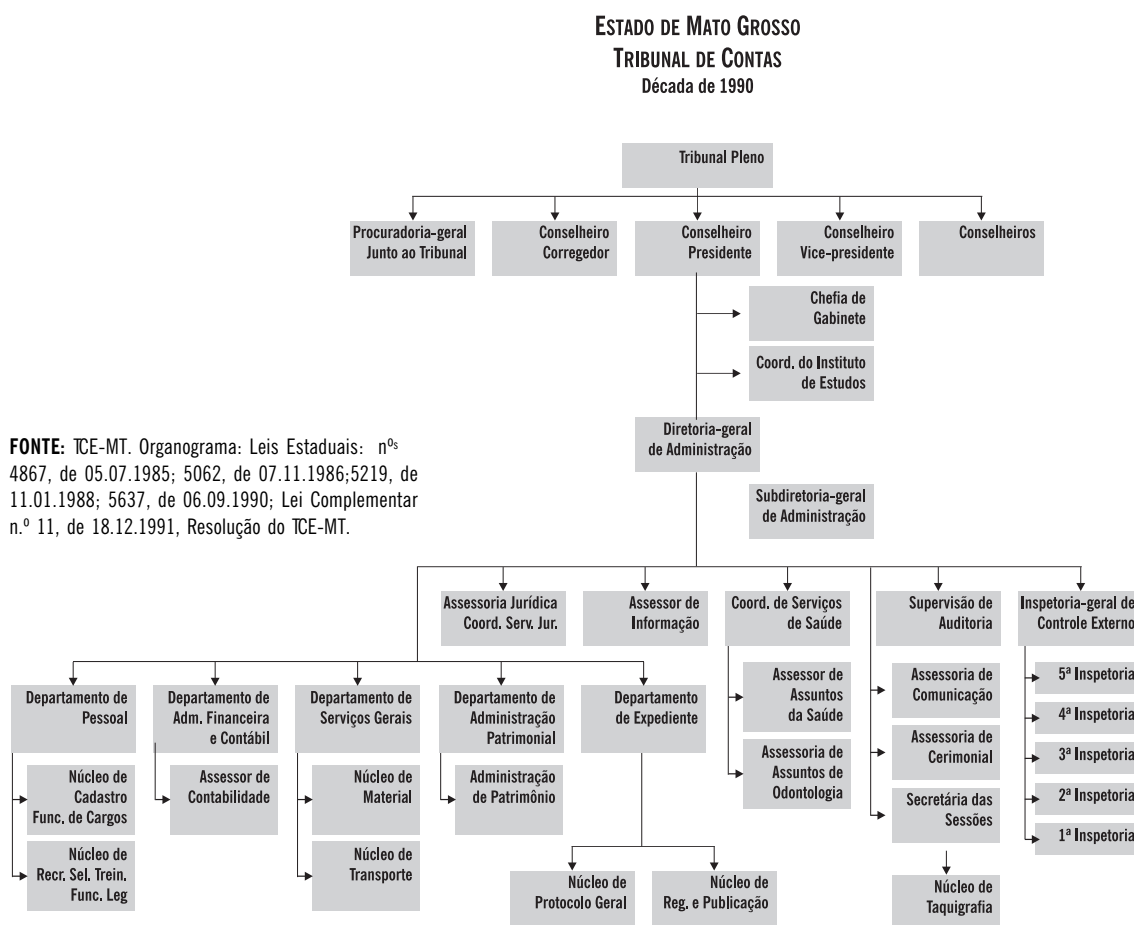 ESTADO DE MATO GROSSO
TRIBUNAL DE CONTAS
Década de 1990
Tribunal Pleno
Procuradoria-geral
Junto ao Tribunal
Conselheiro
Corregedor
Conselheiro
Presidente
Conselheiro
Vice-presidente
Conselheiros
Chefia de
Gabinete
Coord. do Instituto
de Estudos
Diretoria-geral
de Administração
FONTE: TCE-MT. Organograma: Leis Estaduais: nºs
4867, de 05.07.1985; 5062, de 07.11.1986;5219, de
11.01.1988; 5637, de 06.09.1990; Lei Complementar
n.º 11, de 18.12.1991, Resolução do TCE-MT.
Subdiretoria-geral
de Administração
Assessoria Jurídica
Coord. Serv. Jur.
Assessor de
Informação
Coord. de Serviços
de Saúde
Supervisão de
Auditoria
Inspetoria-geral de
Controle Externo
Departamento de
Pessoal
Departamento de
Adm. Financeira
e Contábil
Departamento de
Serviços Gerais
Departamento de
Administração
Patrimonial
Departamento
de Expediente
Assessor de
Assuntos
da Saúde
Assessoria de
Assuntos de
Odontologia
Assessoria de
Comunicação
Assessoria de
Cerimonial
Secretária das
Sessões
Núcleo de
Taquigrafia
5ª Inspetoria
4ª Inspetoria
3ª Inspetoria
2ª Inspetoria
1ª Inspetoria
Núcleo de
Cadastro
Func. de Cargos
Núcleo de
Recr. Sel. Trein.
Func. Leg
Assessor de
Contabilidade
Núcleo de
Material
Núcleo de
Transporte
Administração
de Patrimônio
Núcleo de
Protocolo Geral
Núcleo de
Reg. e Publicação